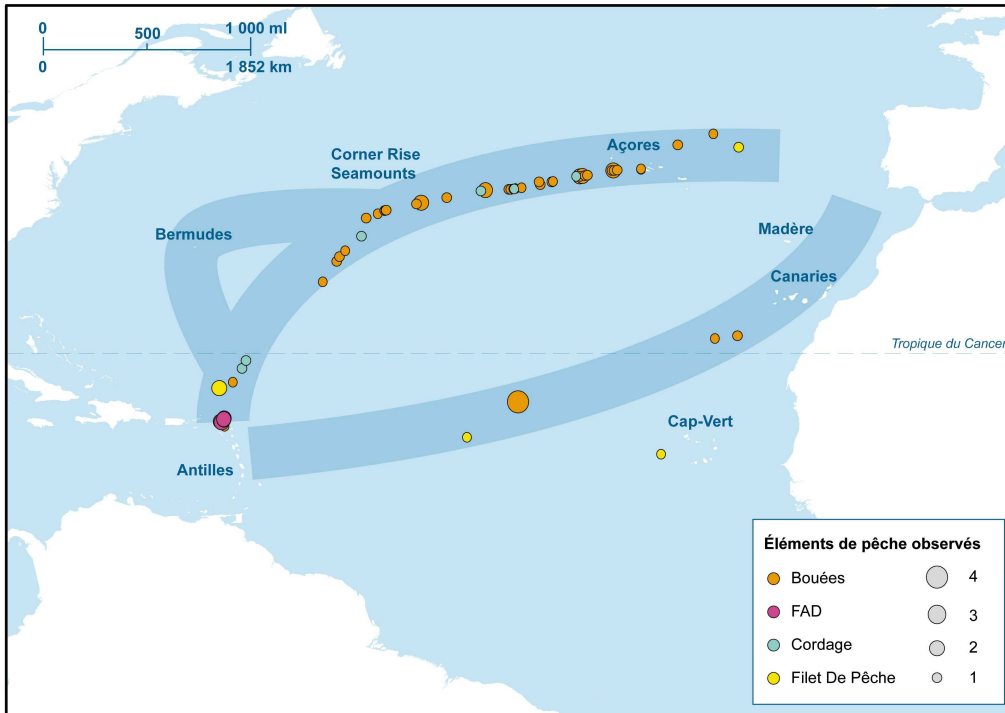 0 500 1 000 ml
0 1 852 km
Açores
Corner Rise
Seamounts
Bermudes
Madère
Canaries
Tropique du Cancer
Cap-Vert
Antilles
Éléments de pêche observés
Bouées 4
FAD 3
Cordage 2
Filet De Pêche 1